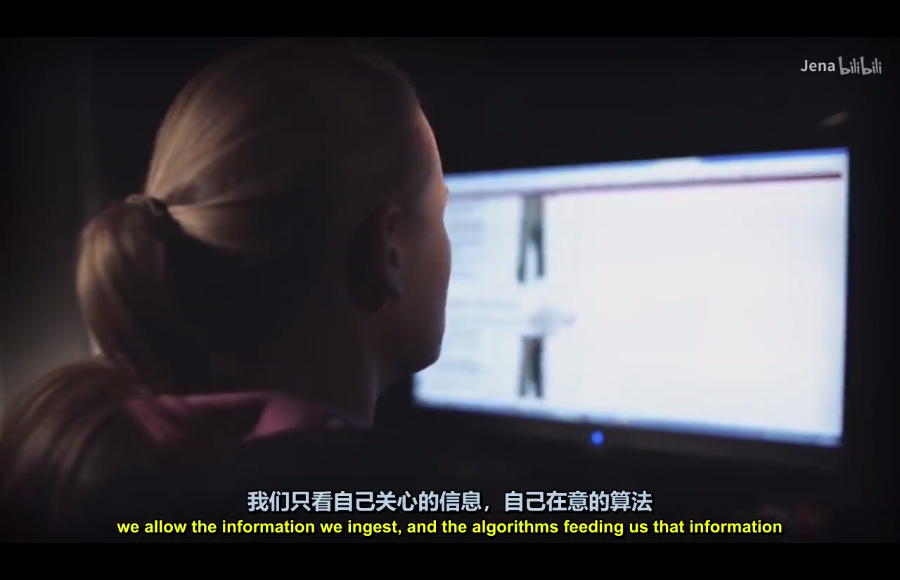 Jena bilibili
我们只看自己关心的信息，自己在意的算法
we allow the information we ingest, and the algorithms feeding us that information